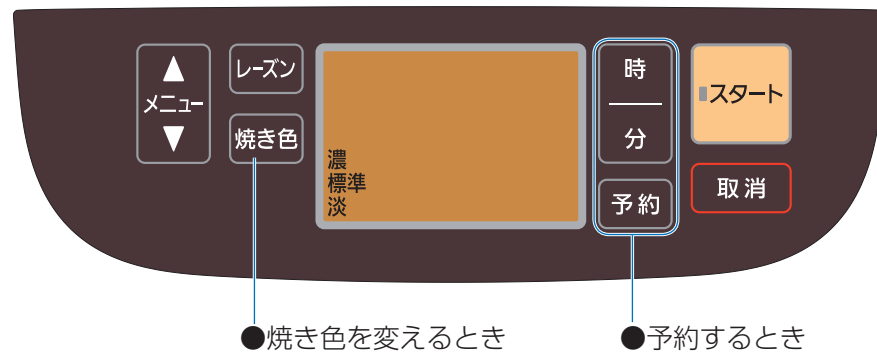 メニュー
レーズン
焼き色
濃
標準
淡
時
分
予約
スタート
取消
●焼き色を変えるとき
●予約するとき